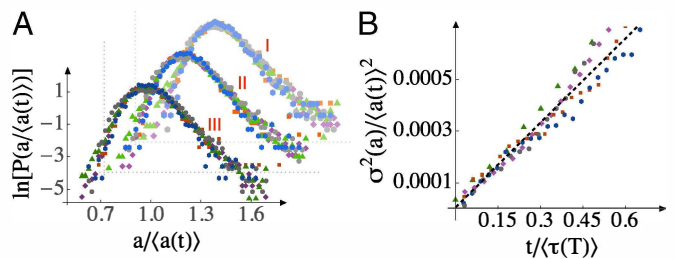 A
ln[P(a/⟨a(t)⟩)]
1
−1
−3
−5
I
II
III
0.7 1.0 1.3 1.6
a/⟨a(t)⟩
B
σ²(a)/⟨a(t)⟩²
0.0005
0.0003
0.0001
0.15 0.3 0.45 0.6
t/⟨τ(T)⟩